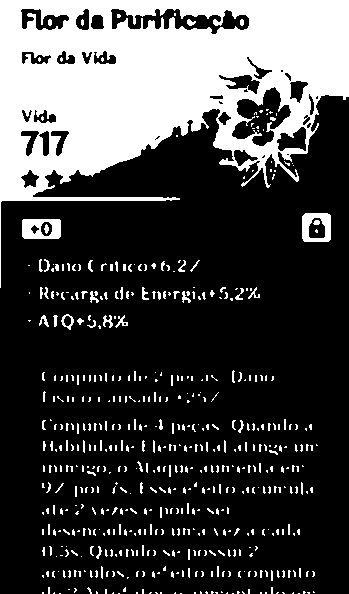 Flor da Purificação
Flor da Vida
Vida
717
+0
· Dano Crítico+6,2%
· Recarga de Energia+5,2%
· ATQ+5,8%
Conjunto de 2 peças: Dano
Físico causado +25%
Conjunto de 4 peças: Quando a
Habilidade Elemental atinge um
inimigo, o Ataque aumenta em
9% por 7s. Esse efeito acumula
até 2 vezes e pode ser
desencadeado uma vez a cada
0,3s. Quando se possui 2
acúmulos, o efeito do conjunto
de 2